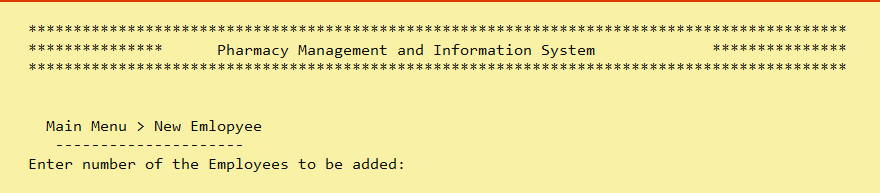 *******************************************************************************************
***************      Pharmacy Management and Information System             ***************
*******************************************************************************************
Main Menu > New Emlopyee
---------------------
Enter number of the Employees to be added: